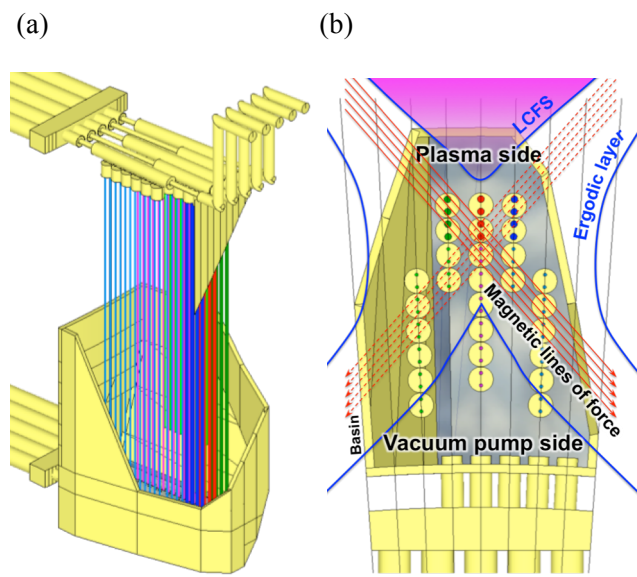 (a)
(b)
LCFS
Plasma side
Ergodic layer
Magnetic lines of force
Basin
Vacuum pump side